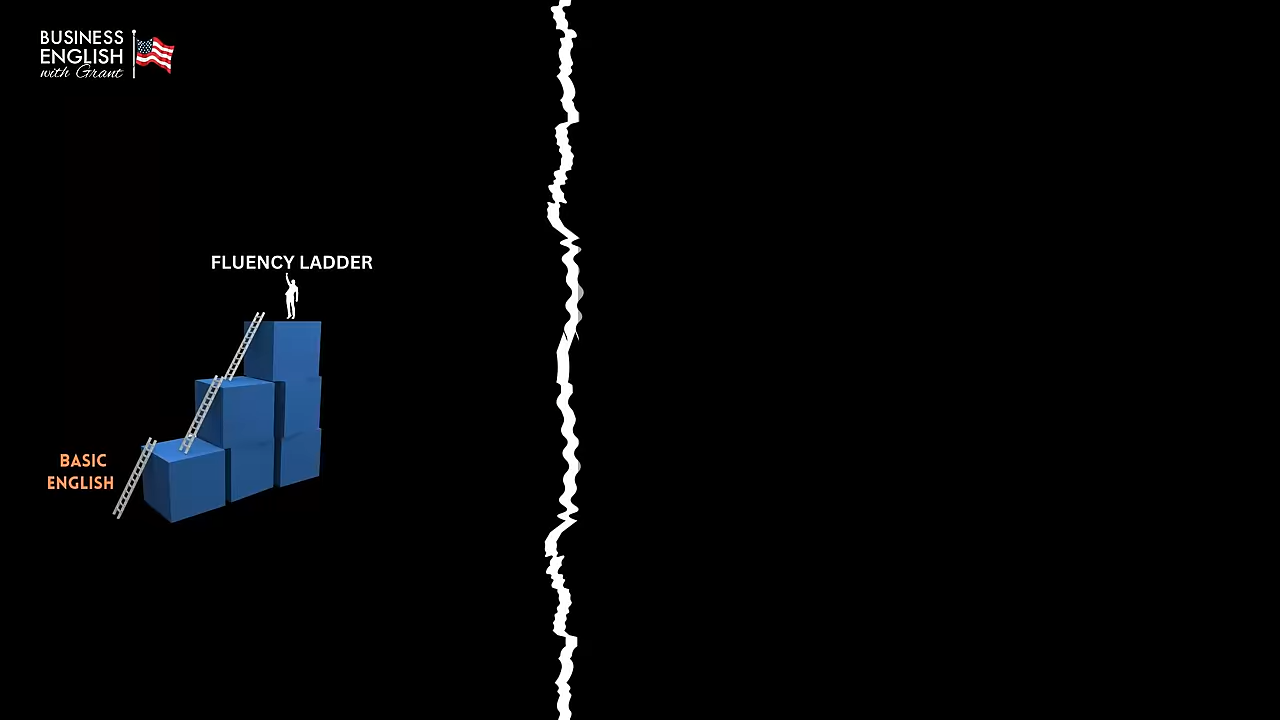 BUSINESS
ENGLISH
with Grant
FLUENCY LADDER
BASIC
ENGLISH